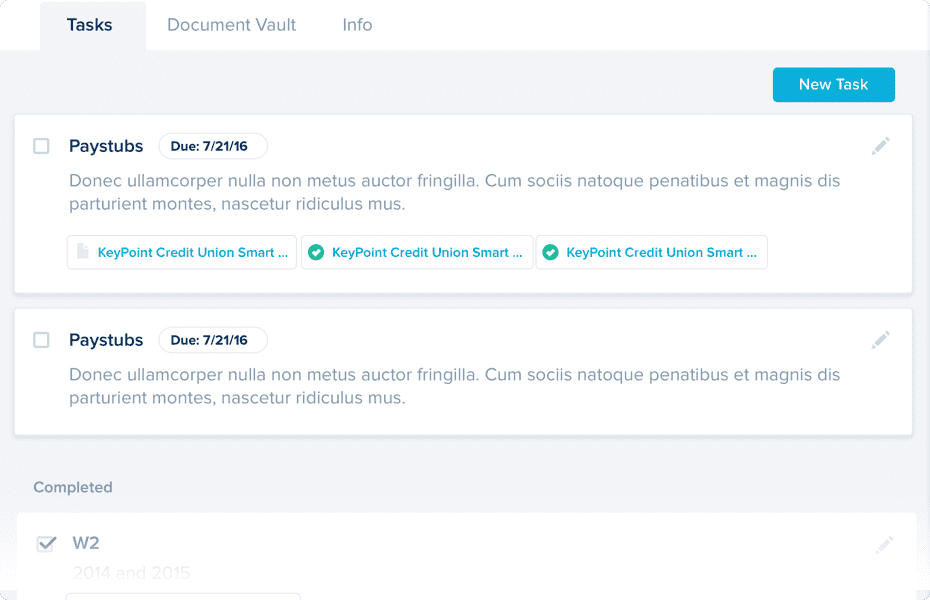 Tasks Document Vault Info
New Task
Paystubs Due: 7/21/16
Donec ullamcorper nulla non metus auctor fringilla. Cum sociis natoque penatibus et magnis dis
parturient montes, nascetur ridiculus mus.
KeyPoint Credit Union Smart ... KeyPoint Credit Union Smart ... KeyPoint Credit Union Smart ...
Paystubs Due: 7/21/16
Donec ullamcorper nulla non metus auctor fringilla. Cum sociis natoque penatibus et magnis dis
parturient montes, nascetur ridiculus mus.
Completed
W2
2014 and 2015